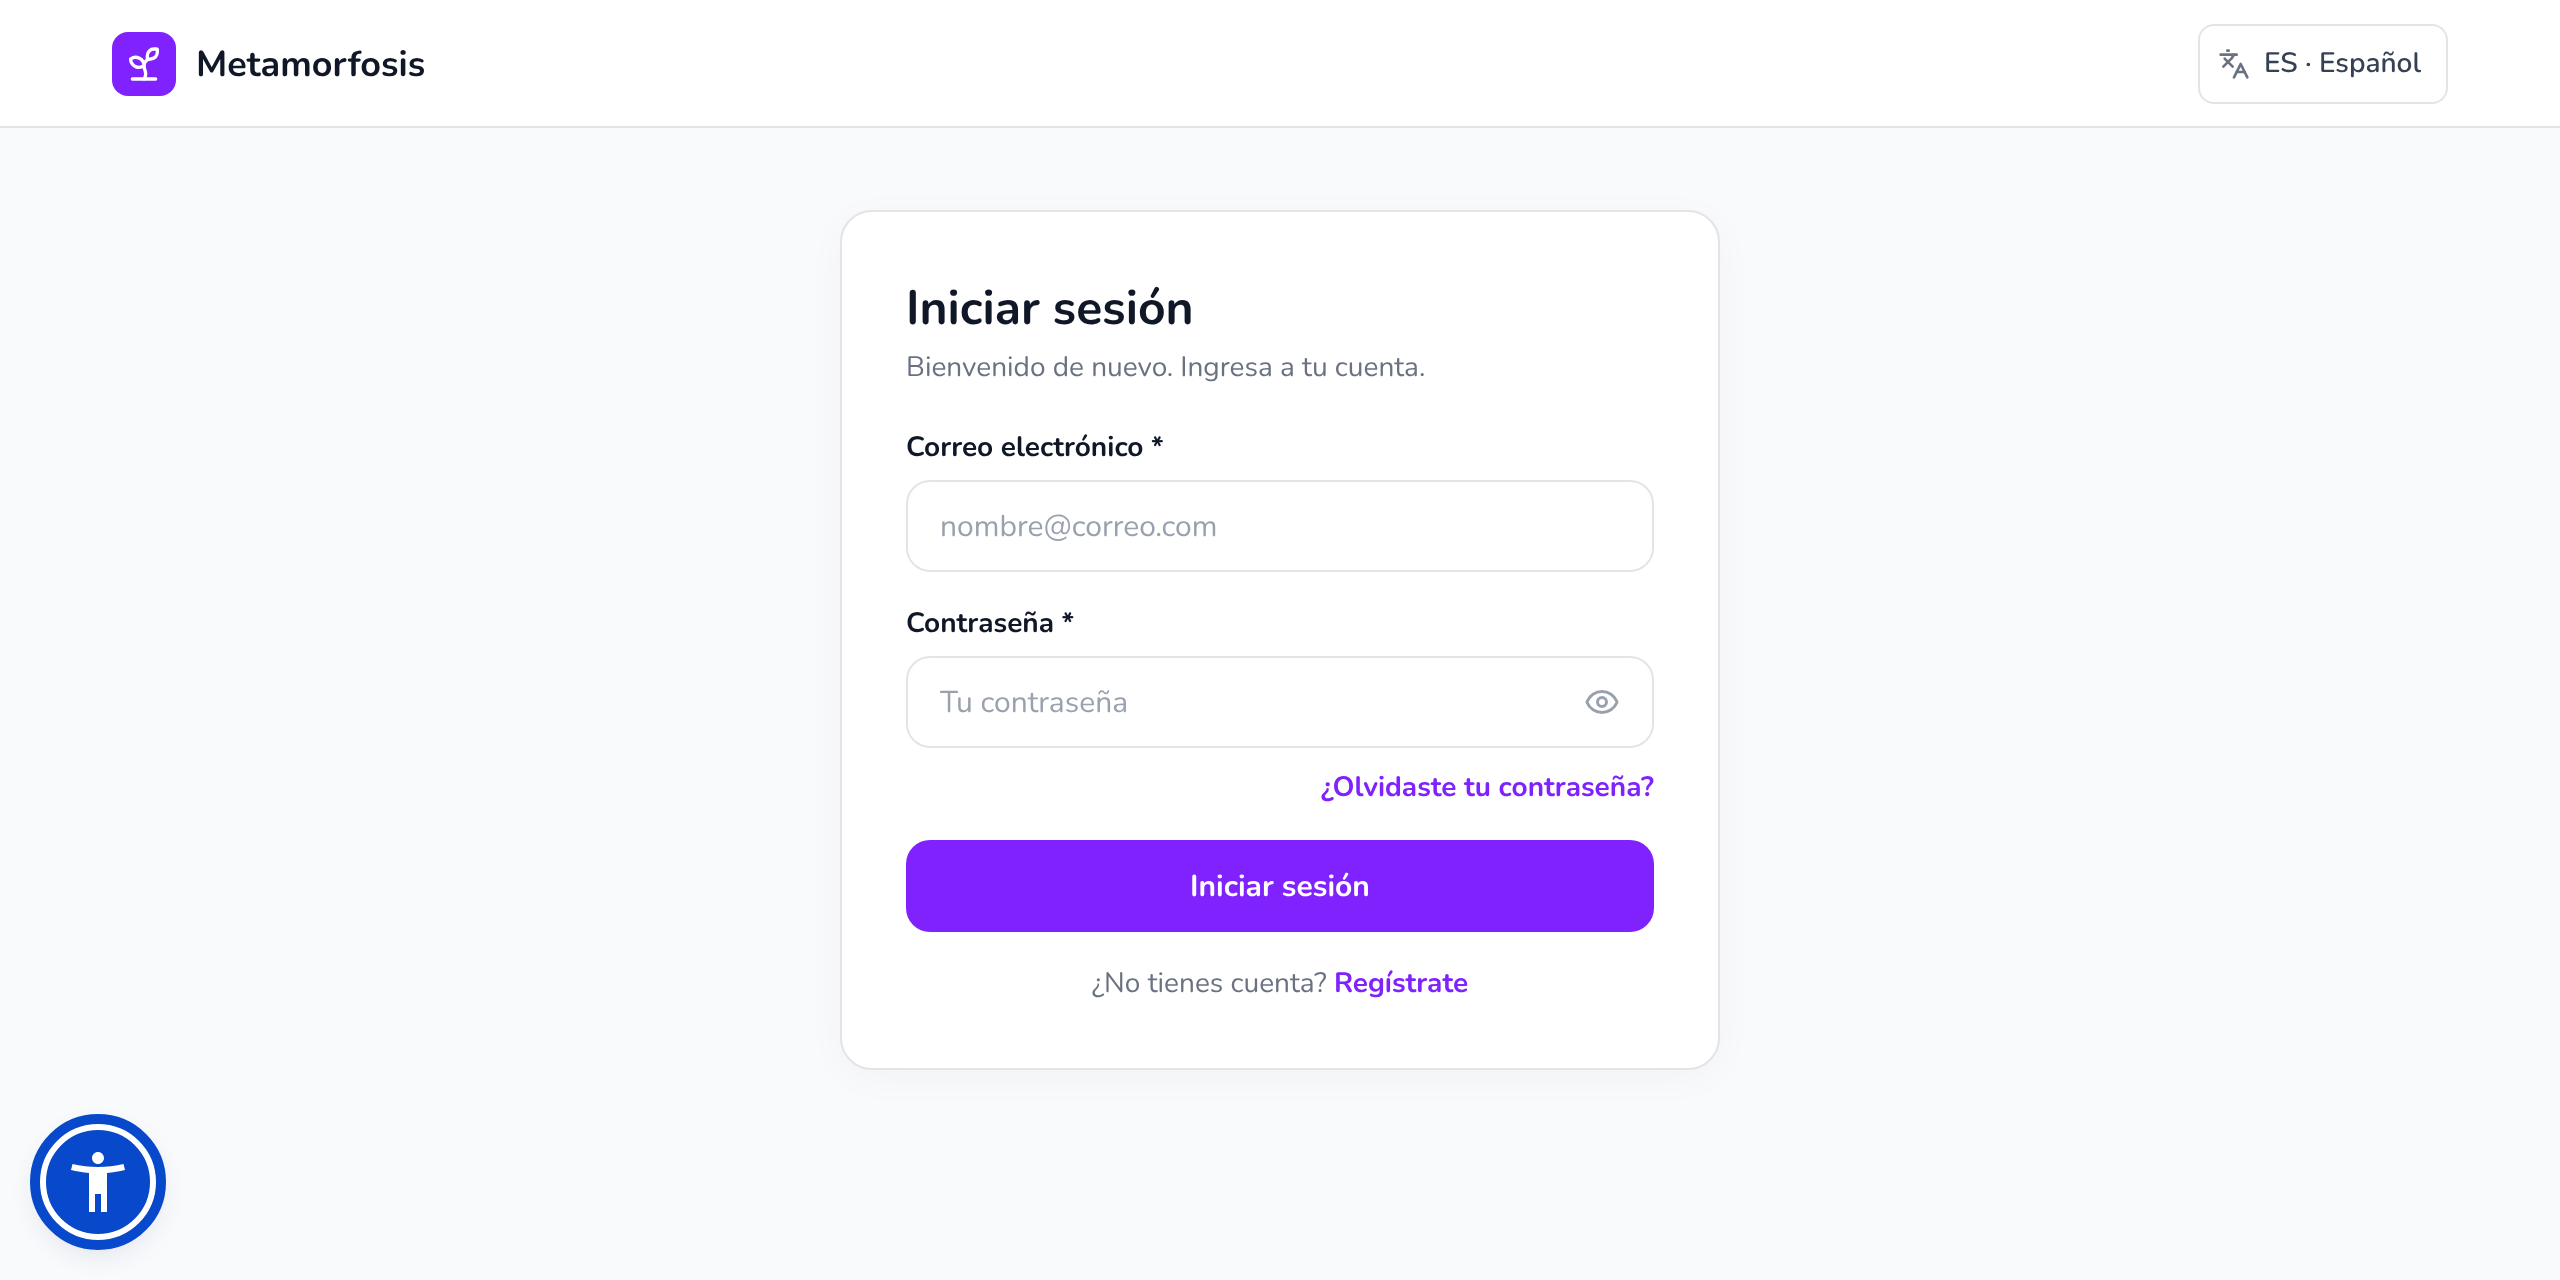 Metamorfosis
ES · Español
Iniciar sesión
Bienvenido de nuevo. Ingresa a tu cuenta.
Correo electrónico *
nombre@correo.com
Contraseña *
Tu contraseña
¿Olvidaste tu contraseña?
Iniciar sesión
¿No tienes cuenta? Regístrate